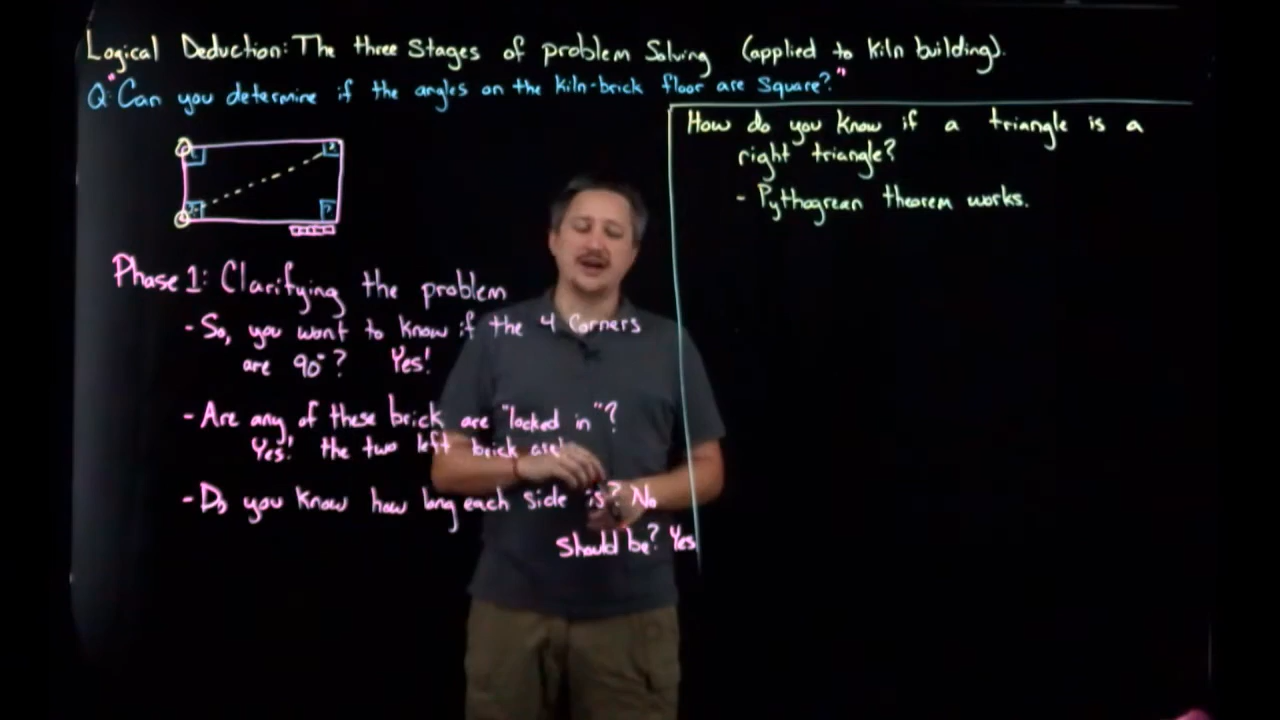 Logical Deduction: The three Stages of problem Solving (applied to kiln building).
Q: "Can you determine if the angles on the kiln-brick floor are square?"
How do you know if a triangle is a
right triangle?
- Pythogrean theorem works.
Phase 1: Clarifying the problem
- So, you want to know if the 4 Corners
are 90°? Yes!
- Are any of these brick are "locked in"?
Yes! the two left brick are!
- Do you know how long each side is? No
Should be? Yes